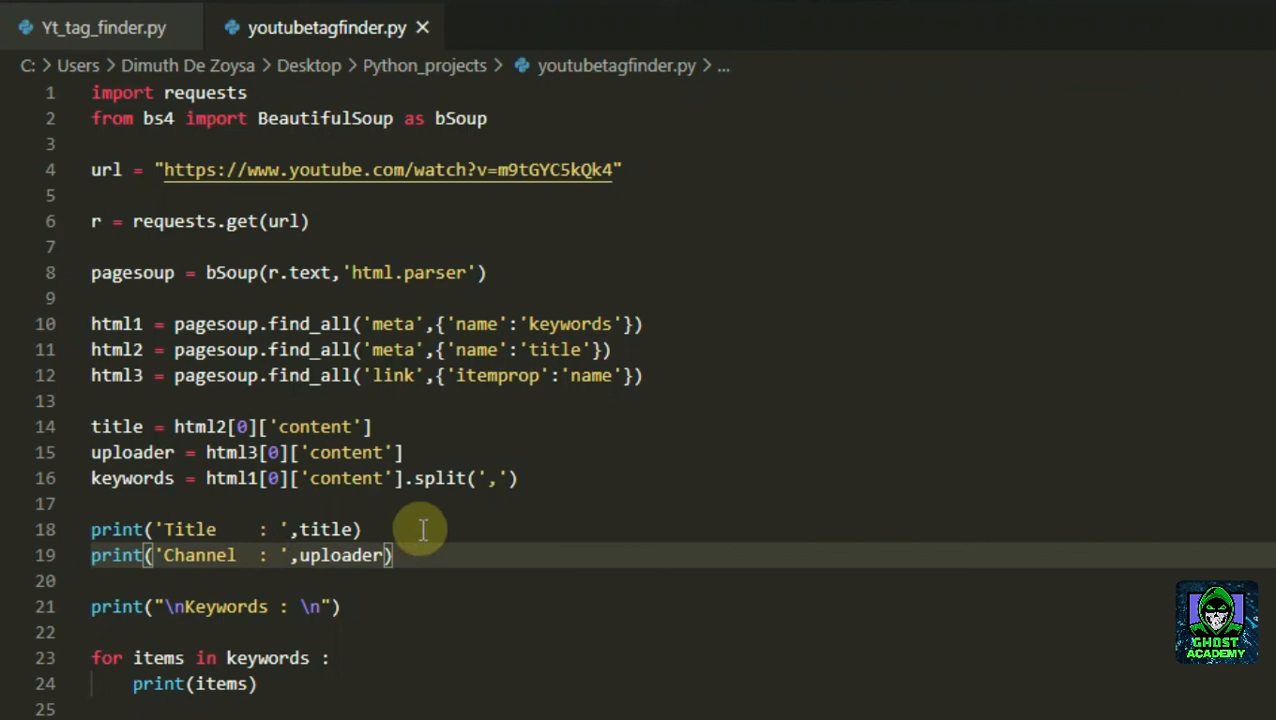 Yt_tag_finder.py youtubetagfinder.py
C: > Users > Dimuth De Zoysa > Desktop > Python_projects > youtubetagfinder.py > ...
1 import requests
2 from bs4 import BeautifulSoup as bSoup
3
4 url = "https://www.youtube.com/watch?v=m9tGYC5kQk4"
5
6 r = requests.get(url)
7
8 pagesoup = bSoup(r.text,'html.parser')
9
10 html1 = pagesoup.find_all('meta',{'name':'keywords'})
11 html2 = pagesoup.find_all('meta',{'name':'title'})
12 html3 = pagesoup.find_all('link',{'itemprop':'name'})
13
14 title = html2[0]['content']
15 uploader = html3[0]['content']
16 keywords = html1[0]['content'].split(',')
17
18 print('Title    : ',title)
19 print('Channel  : ',uploader)
20
21 print("\nKeywords : \n")
22
23 for items in keywords :
24     print(items)
25
GHOST
ACADEMY